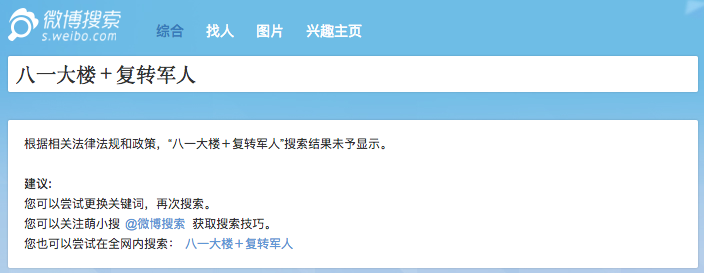 微博搜索
s.weibo.com
综合 找人 图片 兴趣主页
八一大楼＋复转军人
根据相关法律法规和政策，“八一大楼＋复转军人”搜索结果未予显示。
建议:
您可以尝试更换关键词，再次搜索。
您可以关注萌小搜 @微博搜索 获取搜索技巧。
您也可以尝试在全网内搜索： 八一大楼＋复转军人